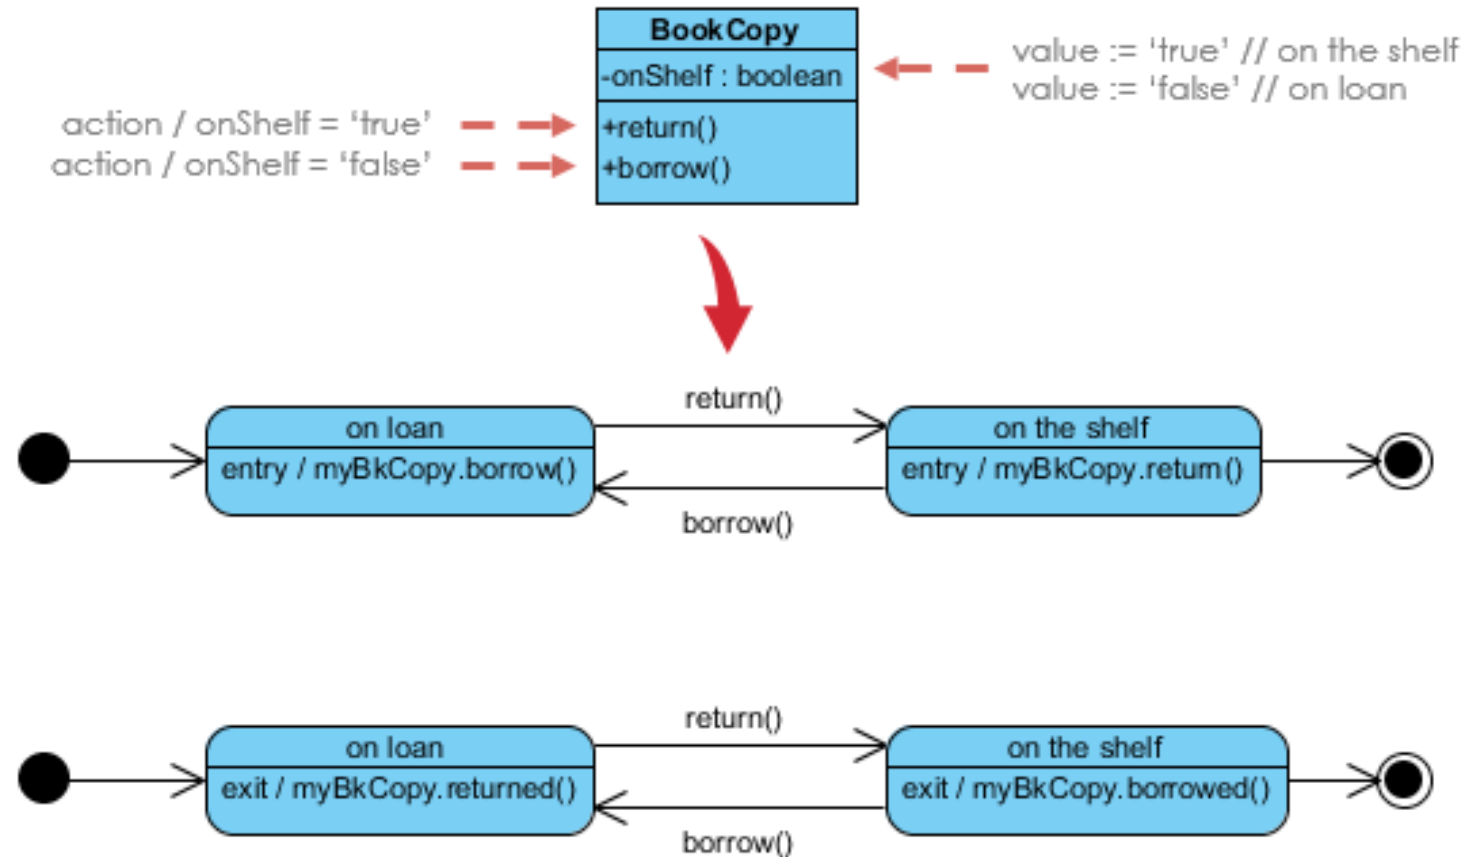 BookCopy
-onShelf : boolean
+return()
+borrow()
value := ‘true’ // on the shelf
value := ‘false’ // on loan
action / onShelf = ‘true’
action / onShelf = ‘false’
return()
on loan
entry / myBkCopy.borrow()
on the shelf
entry / myBkCopy.return()
borrow()
return()
on loan
exit / myBkCopy.returned()
on the shelf
exit / myBkCopy.borrowed()
borrow()